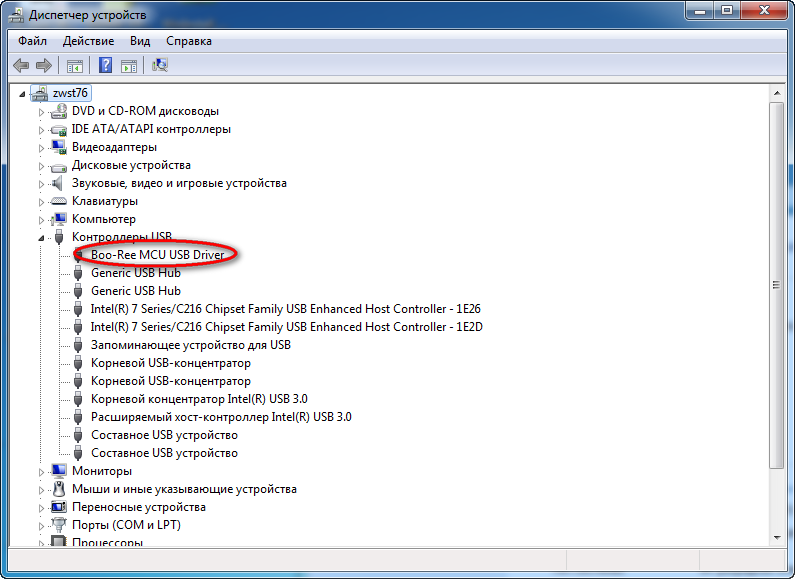 Диспетчер устройств
Файл Действие Вид Справка
zwst76
DVD и CD-ROM дисководы
IDE ATA/ATAPI контроллеры
Видеоадаптеры
Дисковые устройства
Звуковые, видео и игровые устройства
Клавиатуры
Компьютер
Контроллеры USB
Boo-Ree MCU USB Driver
Generic USB Hub
Generic USB Hub
Intel(R) 7 Series/C216 Chipset Family USB Enhanced Host Controller - 1E26
Intel(R) 7 Series/C216 Chipset Family USB Enhanced Host Controller - 1E2D
Запоминающее устройство для USB
Корневой USB-концентратор
Корневой USB-концентратор
Корневой концентратор Intel(R) USB 3.0
Расширяемый хост-контроллер Intel(R) USB 3.0
Составное USB устройство
Составное USB устройство
Мониторы
Мыши и иные указывающие устройства
Переносные устройства
Порты (COM и LPT)
Процессоры